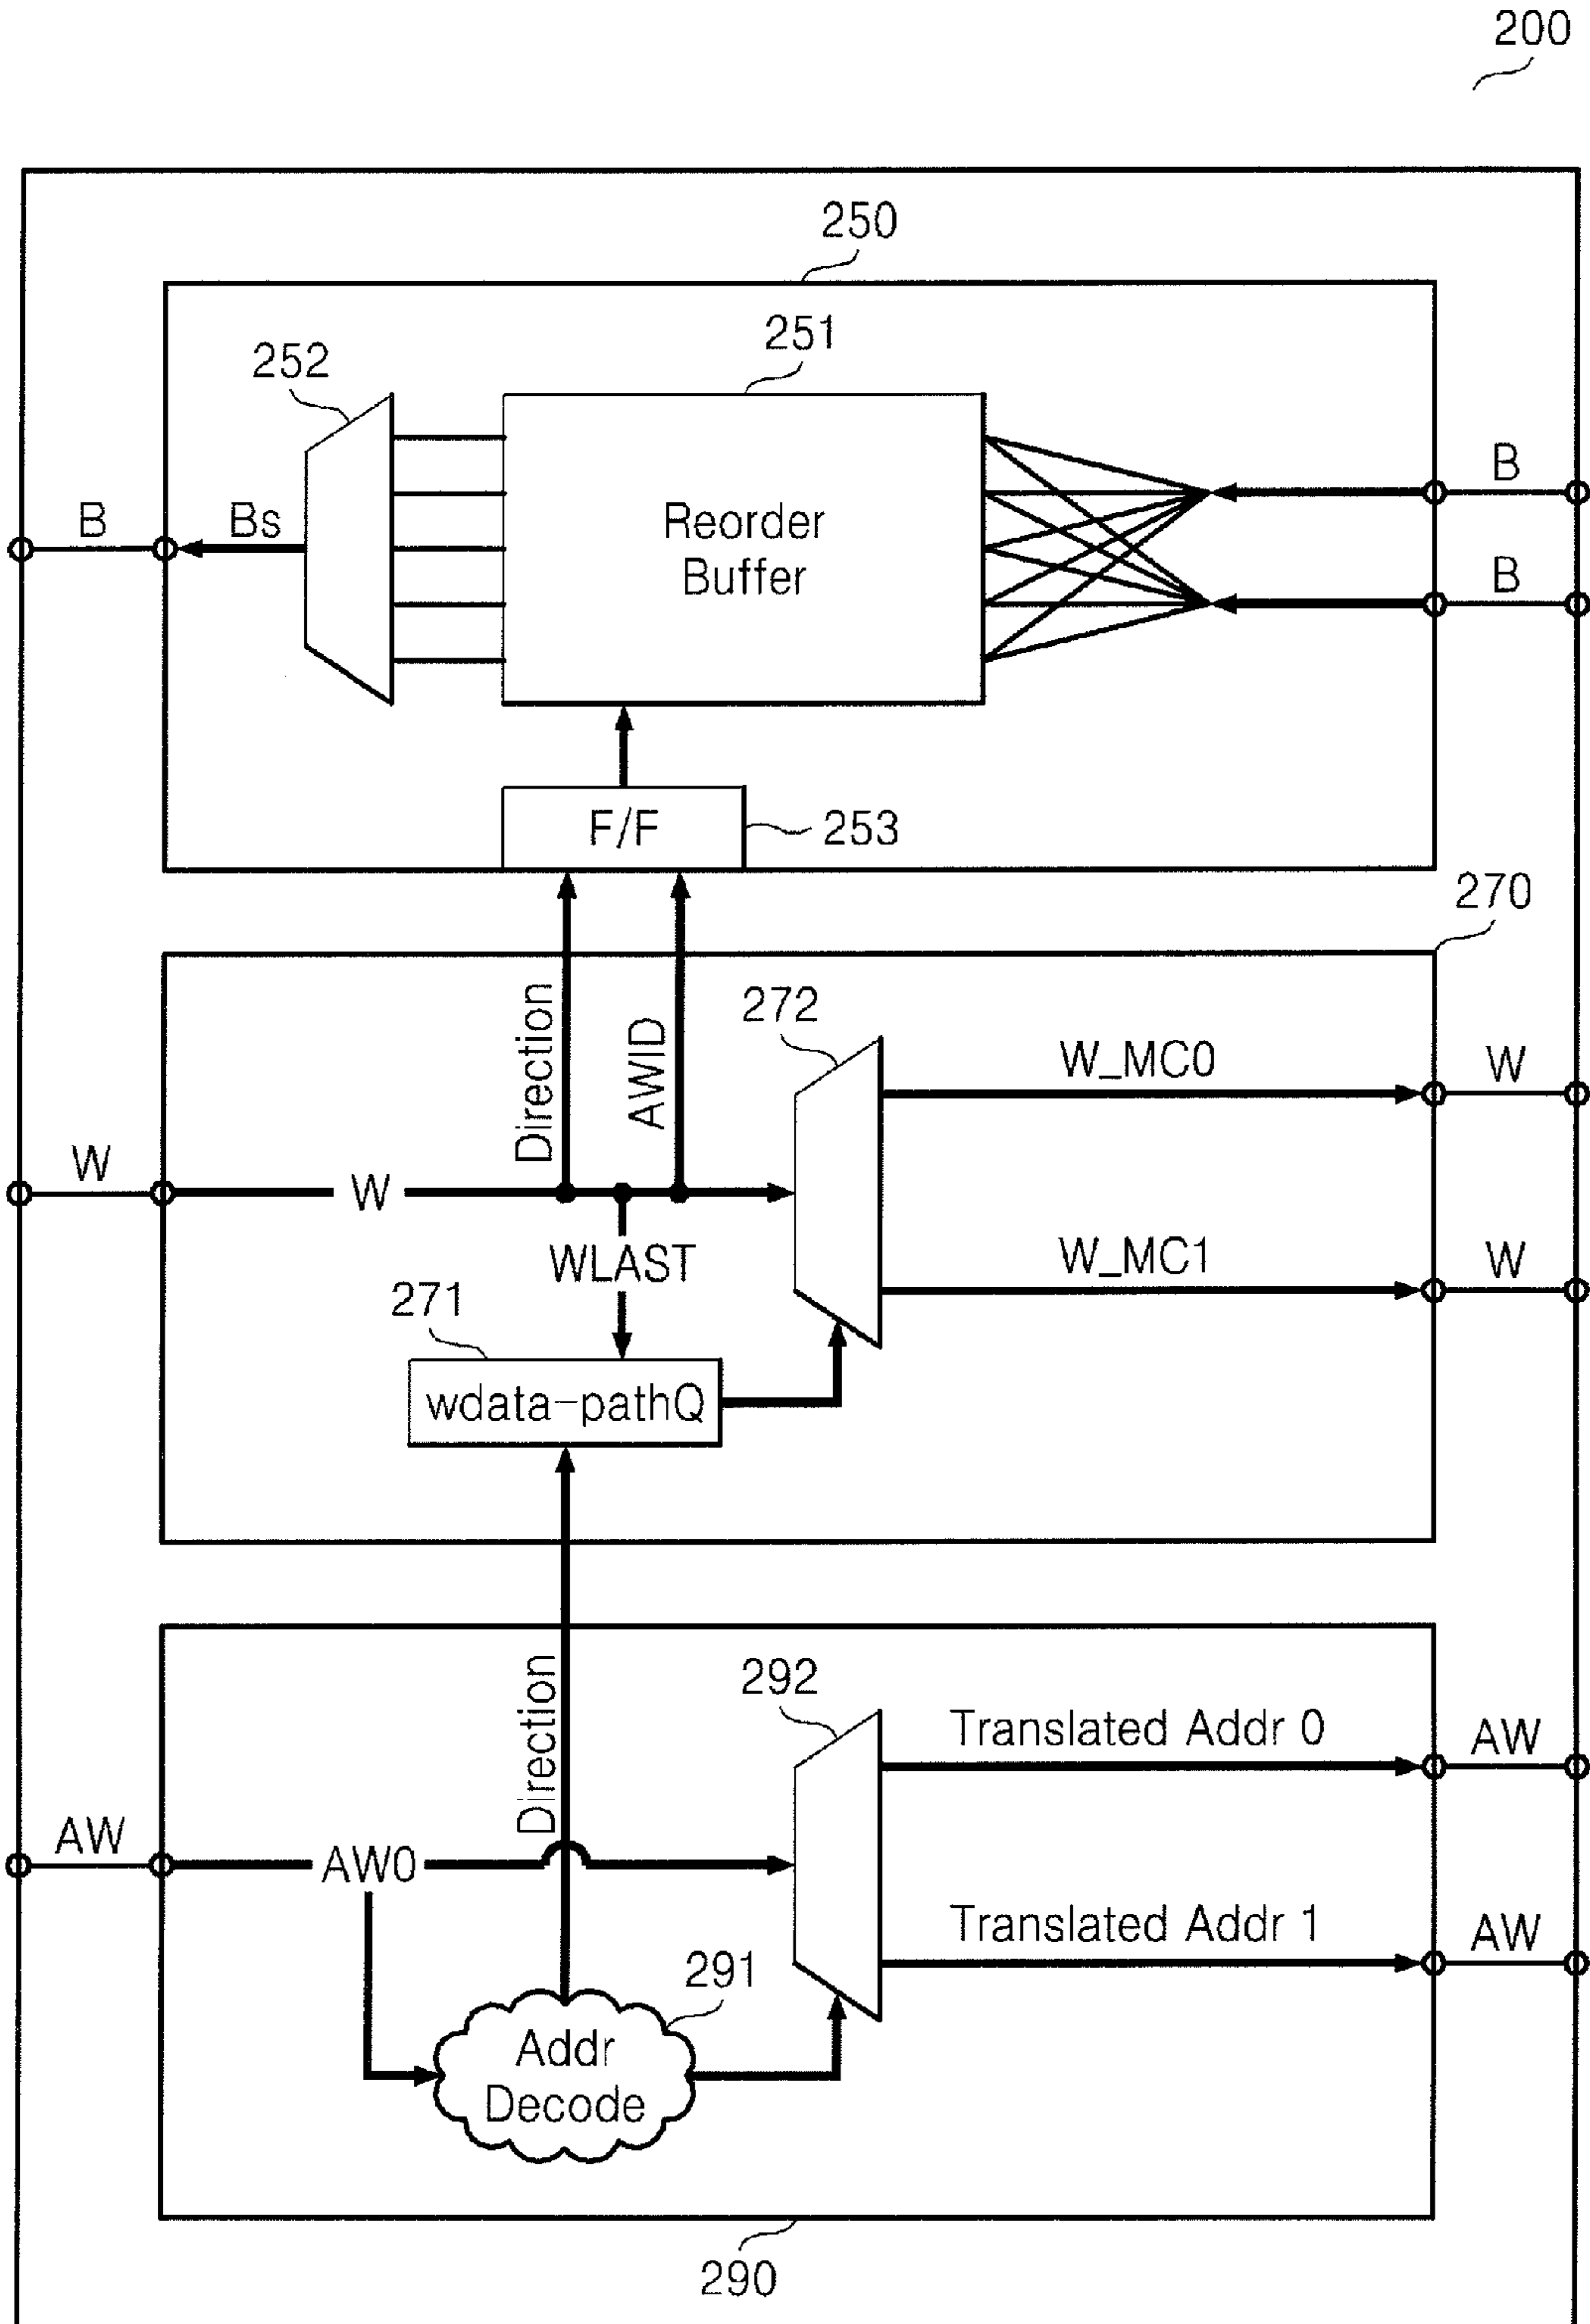 200
250
251
252
B
Bs
Reorder
Buffer
B
B
F/F
253
270
272
Direction
AWID
W_MC0
W
W
W
WLAST
W_MC1
W
271
wdata-pathQ
292
Direction
Translated Addr 0
AW
AW
AW0
Translated Addr 1
AW
291
Addr
Decode
290